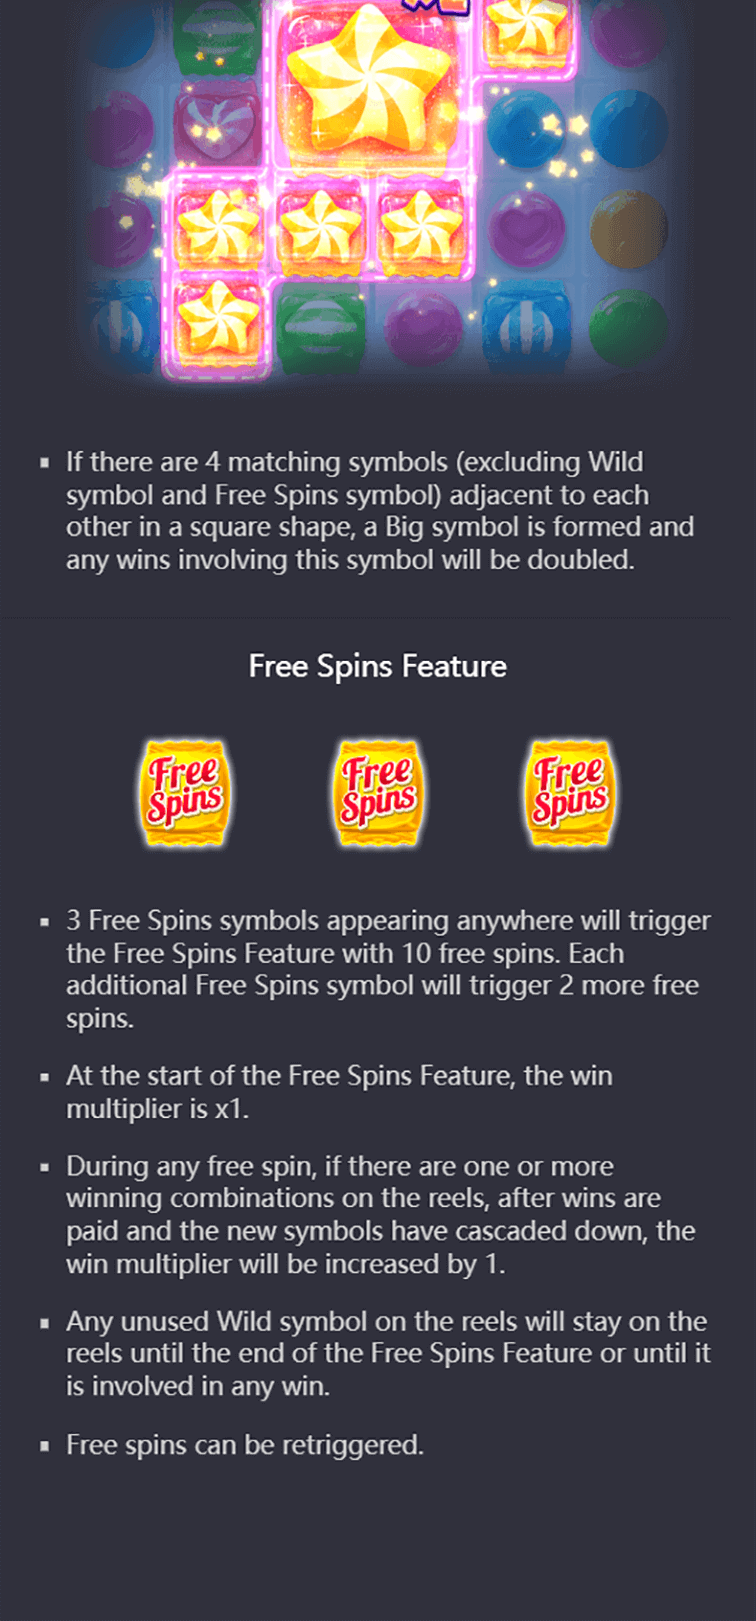 If there are 4 matching symbols (excluding Wild
symbol and Free Spins symbol) adjacent to each
other in a square shape, a Big symbol is formed and
any wins involving this symbol will be doubled.
Free Spins Feature
Free
Spins
Free
Spins
Free
Spins
3 Free Spins symbols appearing anywhere will trigger
the Free Spins Feature with 10 free spins. Each
additional Free Spins symbol will trigger 2 more free
spins.
At the start of the Free Spins Feature, the win
multiplier is x1.
During any free spin, if there are one or more
winning combinations on the reels, after wins are
paid and the new symbols have cascaded down, the
win multiplier will be increased by 1.
Any unused Wild symbol on the reels will stay on the
reels until the end of the Free Spins Feature or until it
is involved in any win.
Free spins can be retriggered.